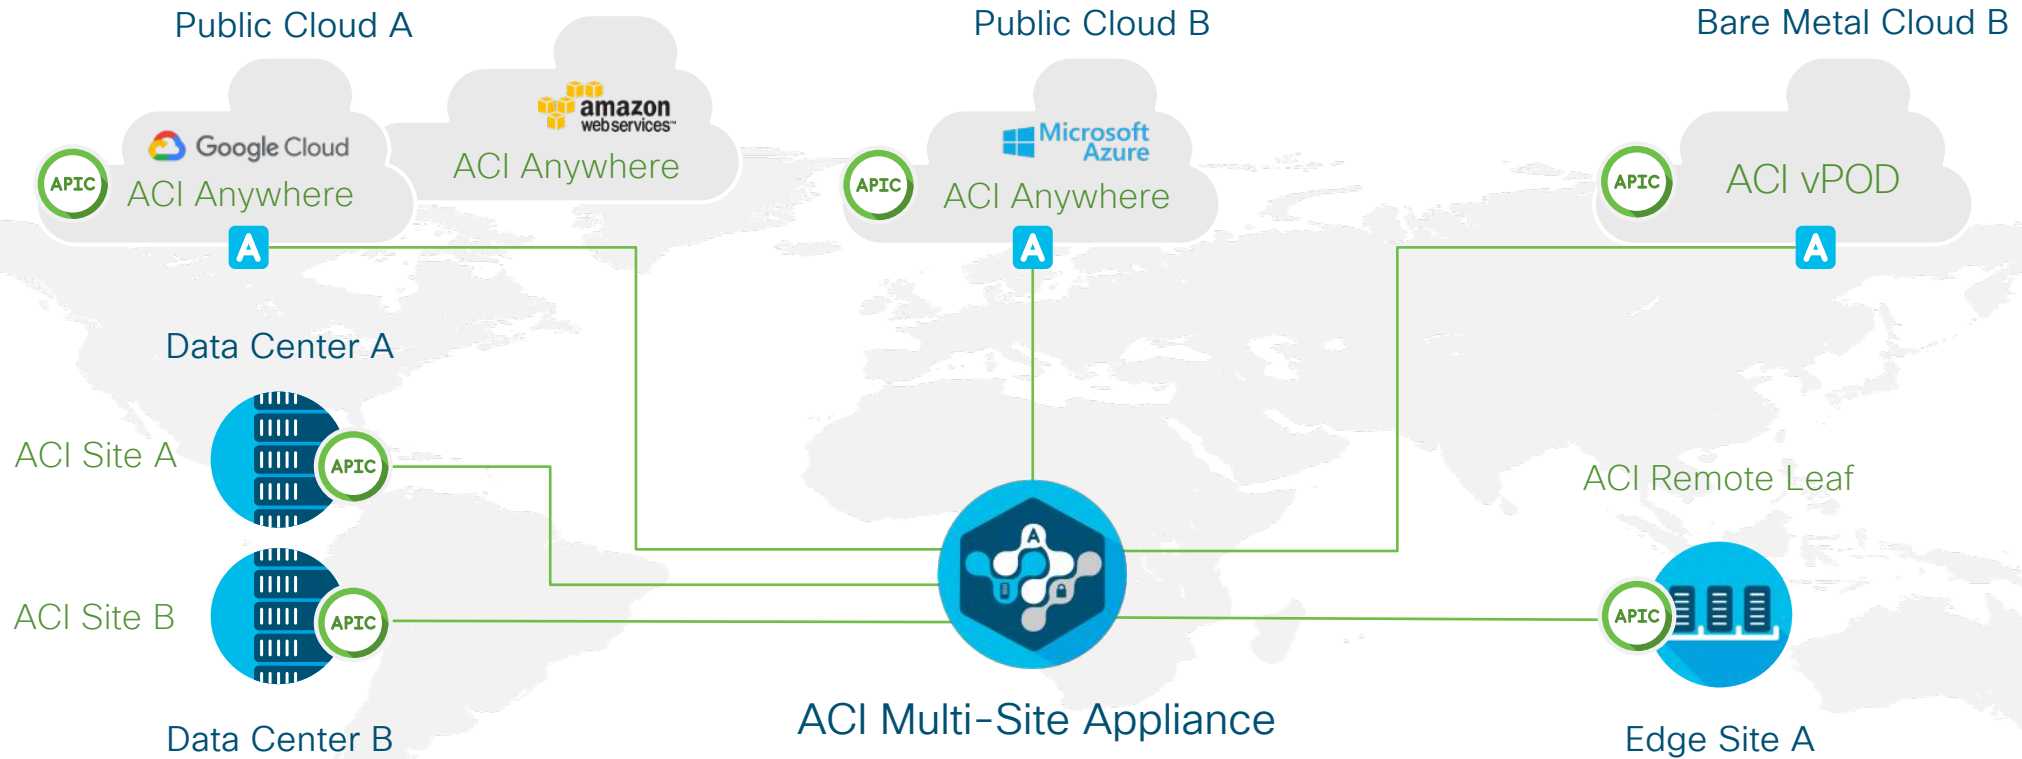 Public Cloud A
Public Cloud B
Bare Metal Cloud B
amazon
webservices™
Google Cloud
Microsoft
Azure
ACI Anywhere
APIC
ACI Anywhere
APIC
ACI Anywhere
APIC
ACI vPOD
A
A
A
Data Center A
ACI Site A
APIC
ACI Remote Leaf
A
ACI Site B
APIC
APIC
ACI Multi-Site Appliance
Data Center B
Edge Site A